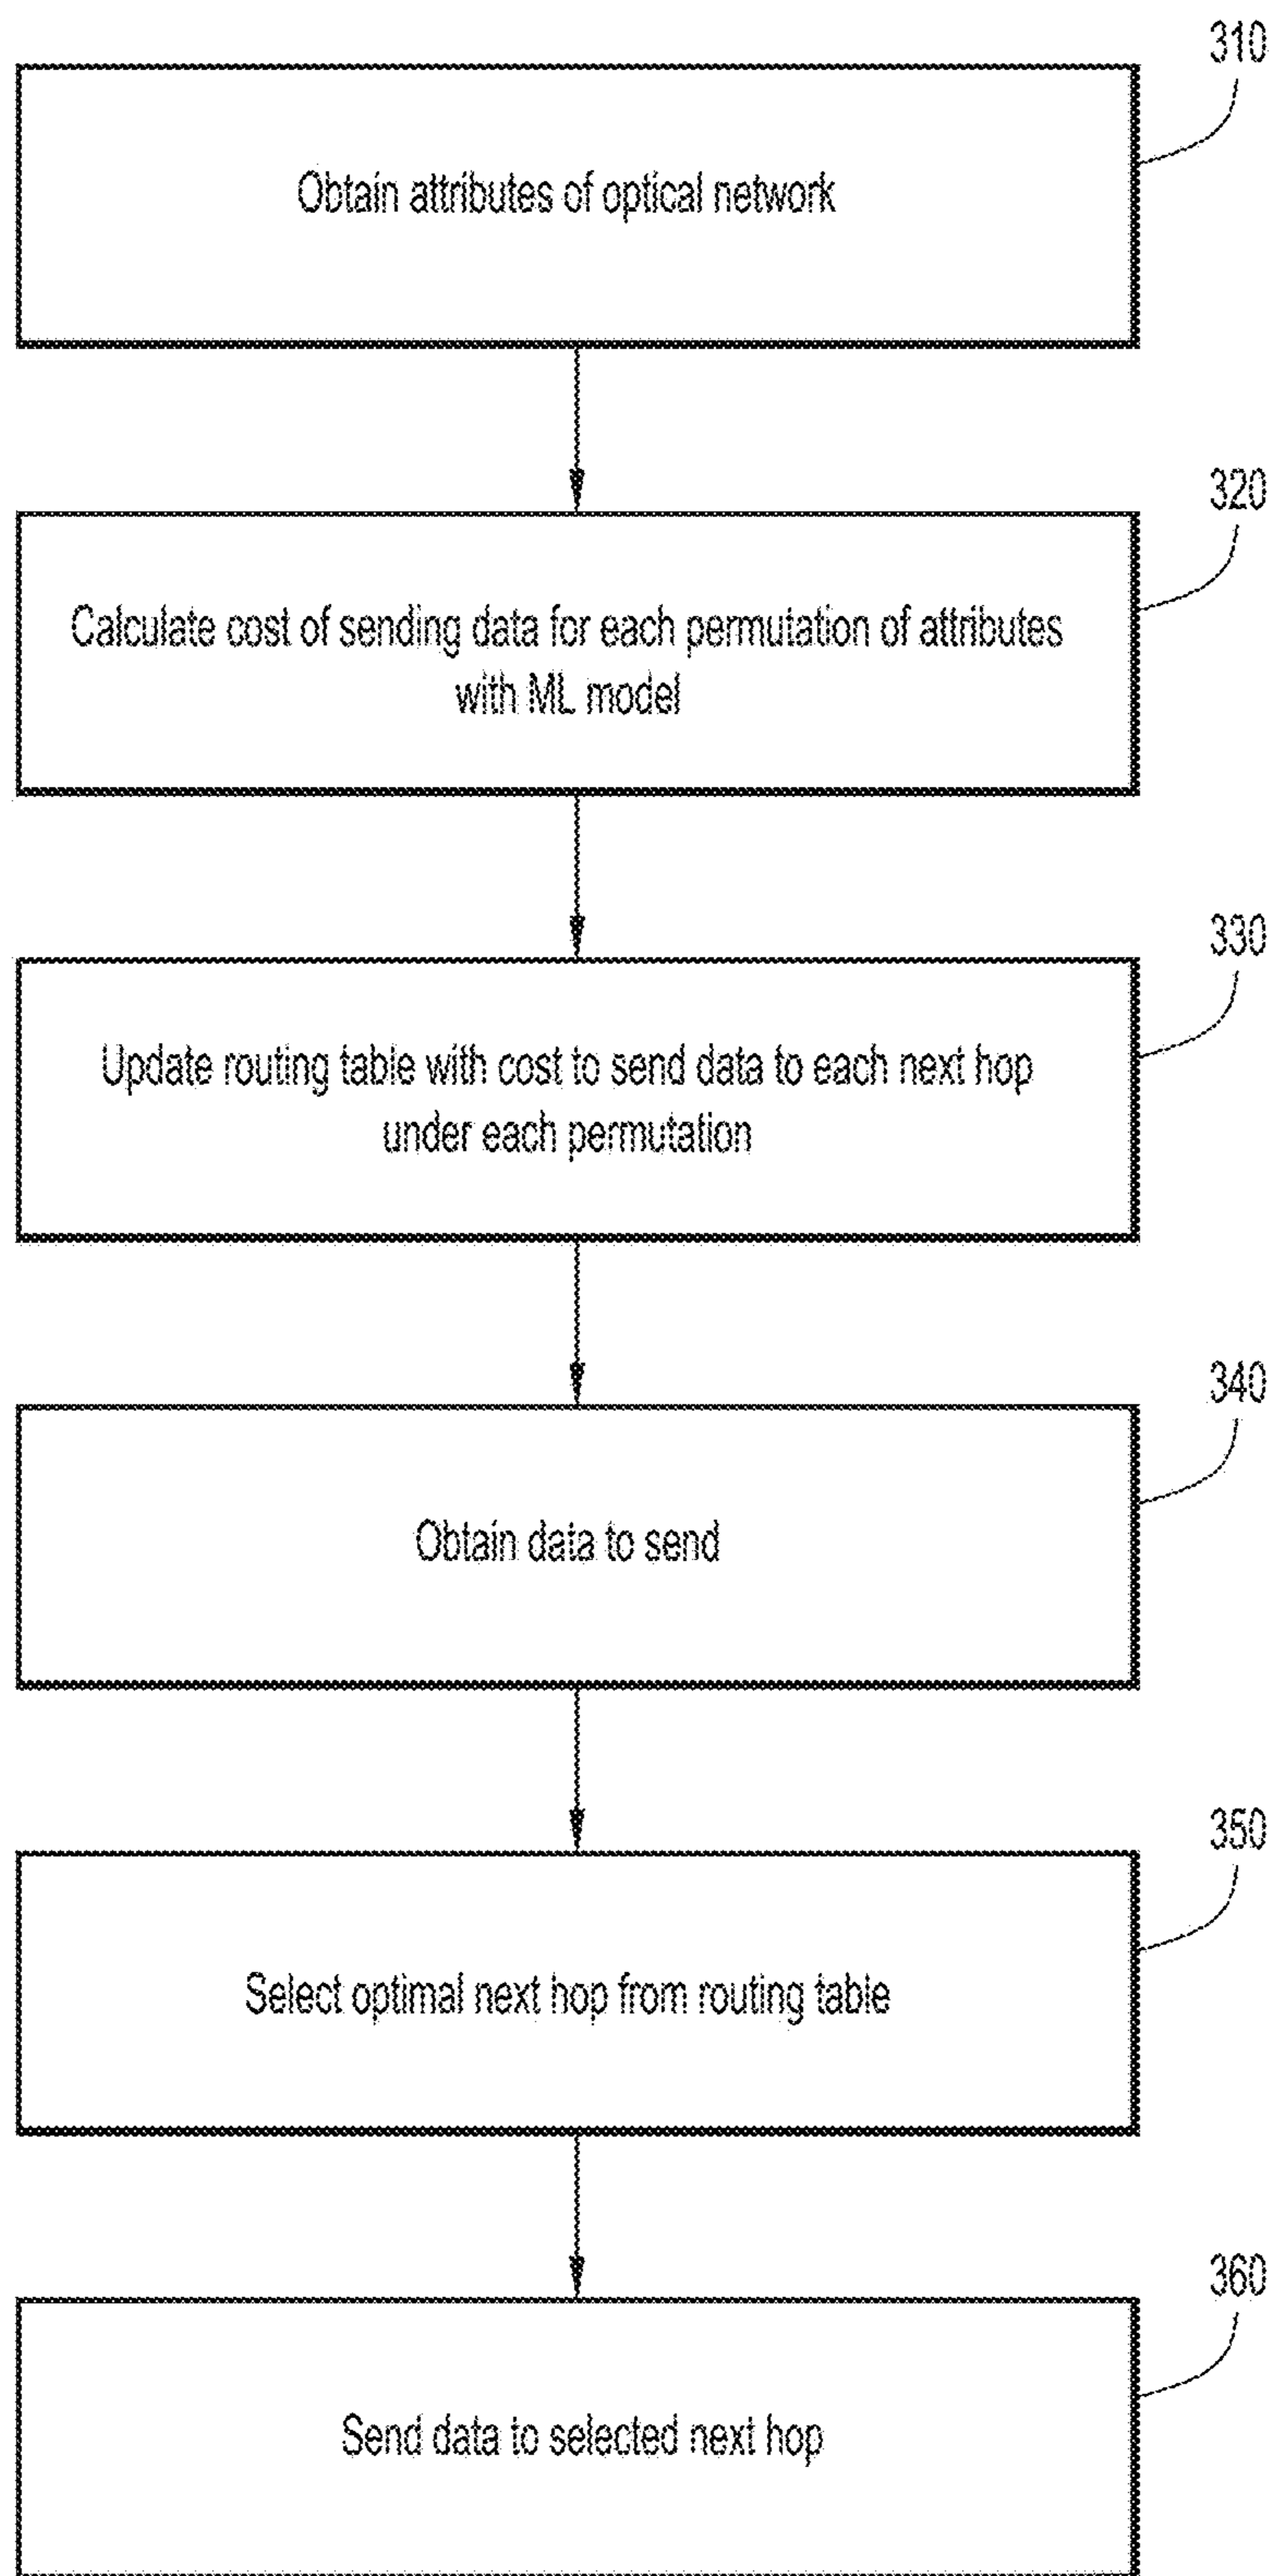 310
Obtain attributes of optical network
320
Calculate cost of sending data for each permutation of attributes
with ML model
330
Update routing table with cost to send data to each next hop
under each permutation
340
Obtain data to send
350
Select optimal next hop from routing table
360
Send data to selected next hop